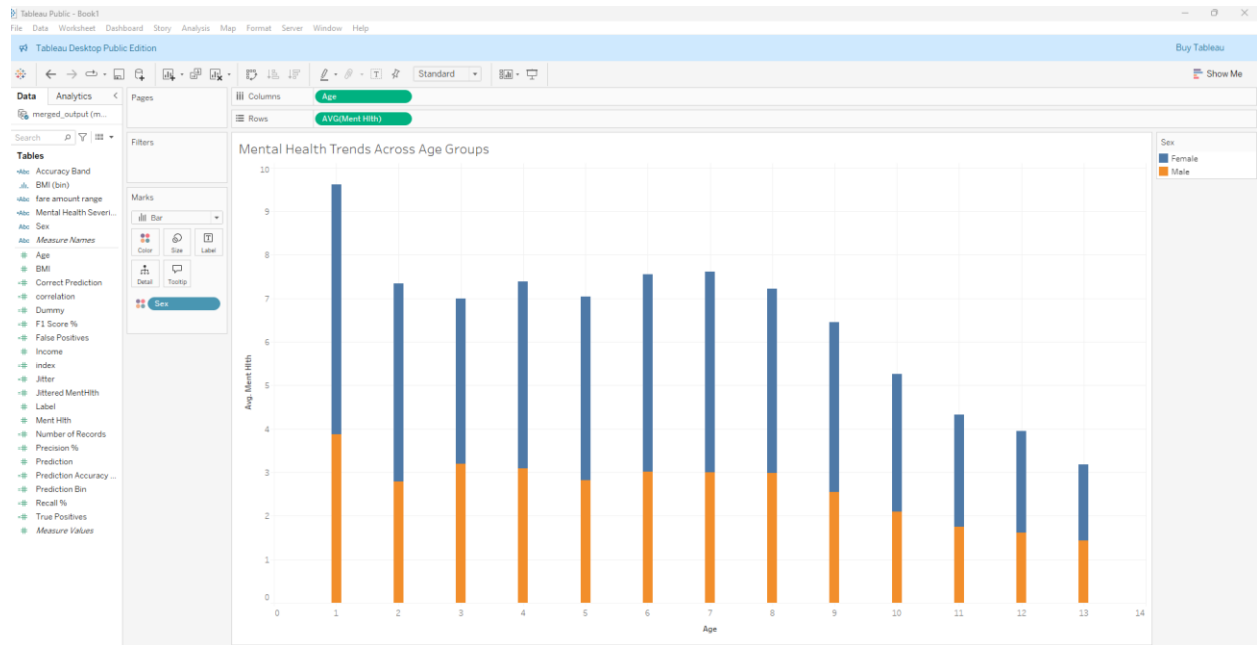 Tableau Public - Book1
File Data Worksheet Dashboard Story Analysis Map Format Server Window Help
Tableau Desktop Public Edition
Buy Tableau
Standard
Show Me
Data Analytics
merged_output (m...
Search
Tables
Abc Accuracy Band
BMI (bin)
Abc fare amount range
Abc Mental Health Severi...
Abc Sex
Abc Measure Names
# Age
# BMI
=# Correct Prediction
=# correlation
=# Dummy
=# F1 Score %
=# False Positives
# Income
=# index
=# Jitter
=# Jittered MentHlth
# Label
# Ment Hlth
=# Number of Records
=# Precision %
# Prediction
=# Prediction Accuracy ...
=# Prediction Bin
=# Recall %
=# True Positives
# Measure Values
Pages
Filters
Marks
Bar
Color Size Label
Detail Tooltip
Sex
Columns
Age
Rows
AVG(Ment Hlth)
Mental Health Trends Across Age Groups
10
9
8
7
6
5
4
3
2
1
0
Avg. Ment Hlth
0 1 2 3 4 5 6 7 8 9 10 11 12 13 14
Age
Sex
Female
Male